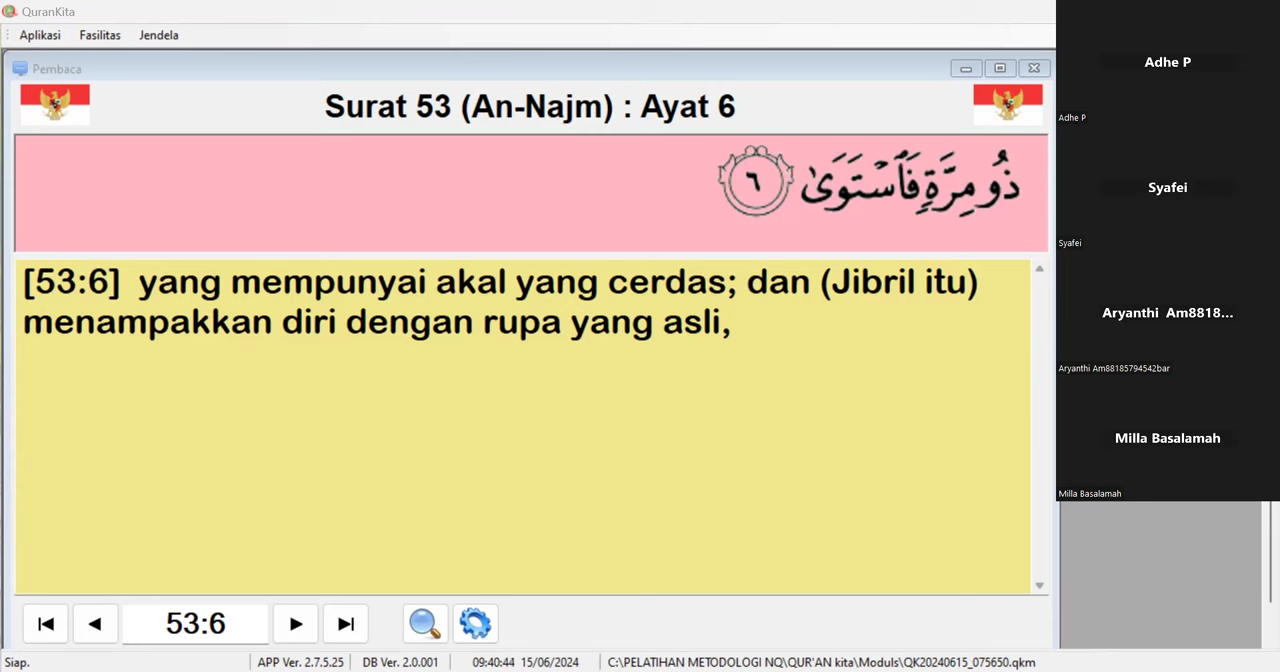 QuranKita
Aplikasi Fasilitas Jendela
Pembaca
Surat 53 (An-Najm) : Ayat 6
ذُو مِرَّةٍ فَٱسْتَوَىٰ ٦
[53:6] yang mempunyai akal yang cerdas; dan (Jibril itu)
menampakkan diri dengan rupa yang asli,
53:6
Siap. APP Ver. 2.7.5.25 DB Ver. 2.0.001 09:40:44 15/06/2024 C:\PELATIHAN METODOLOGI NQ\QUR'AN kita\Moduls\QK20240615_075650.qkm
Adhe P
Adhe P
Syafei
Syafei
Aryanthi Am8818...
Aryanthi Am88185794542bar
Milla Basalamah
Milla Basalamah